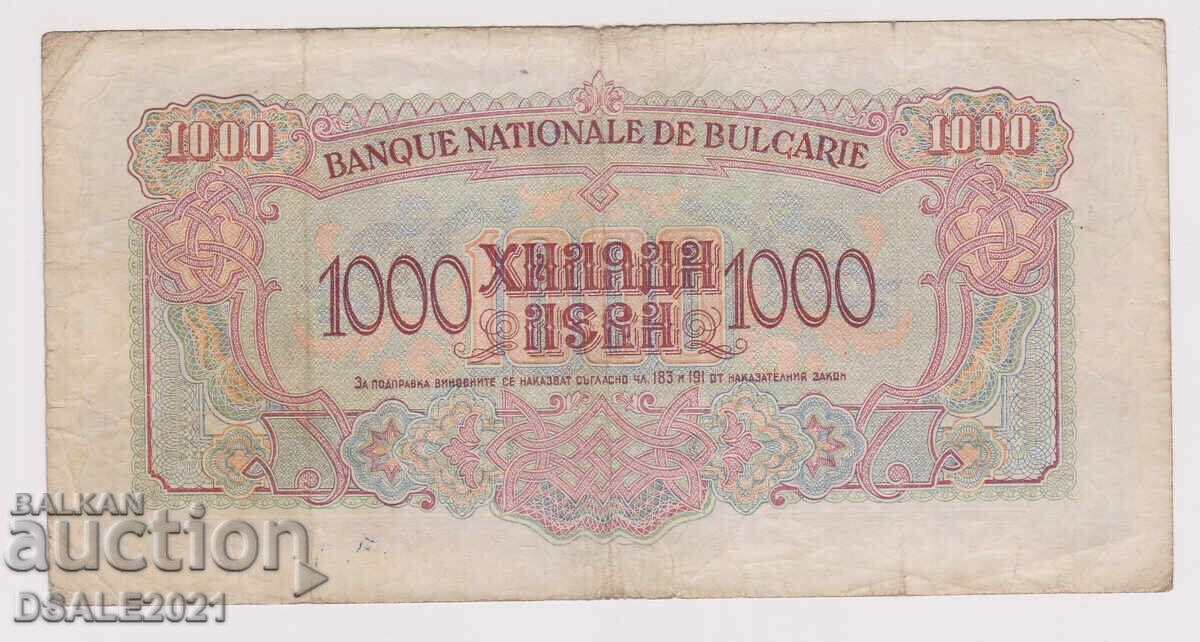 1000 1000
BANQUE NATIONALE DE BULGARIE
1000 1000 1000
ХИЛЯДИ
ЛЕВА
За подправка виновните се наказват съгласно чл. 183 и 191 от наказателния закон
BALKAN
auction
DSALE2021